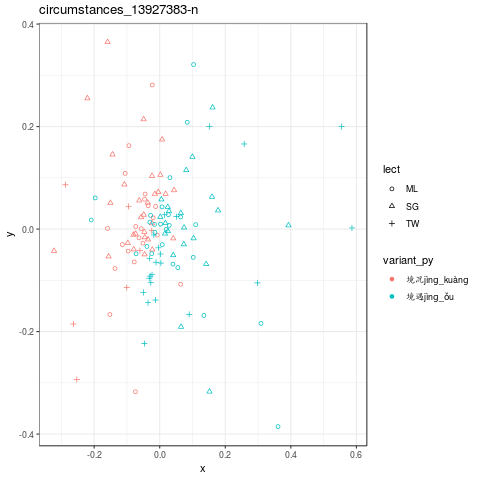 circumstances_13927383-n
0.4
0.2
0.0
-0.2
-0.4
y
-0.2
0.0
0.2
0.4
0.6
x
lect
ML
SG
TW
variant_py
境况jìng_kuàng
境遇jìng_ǒu